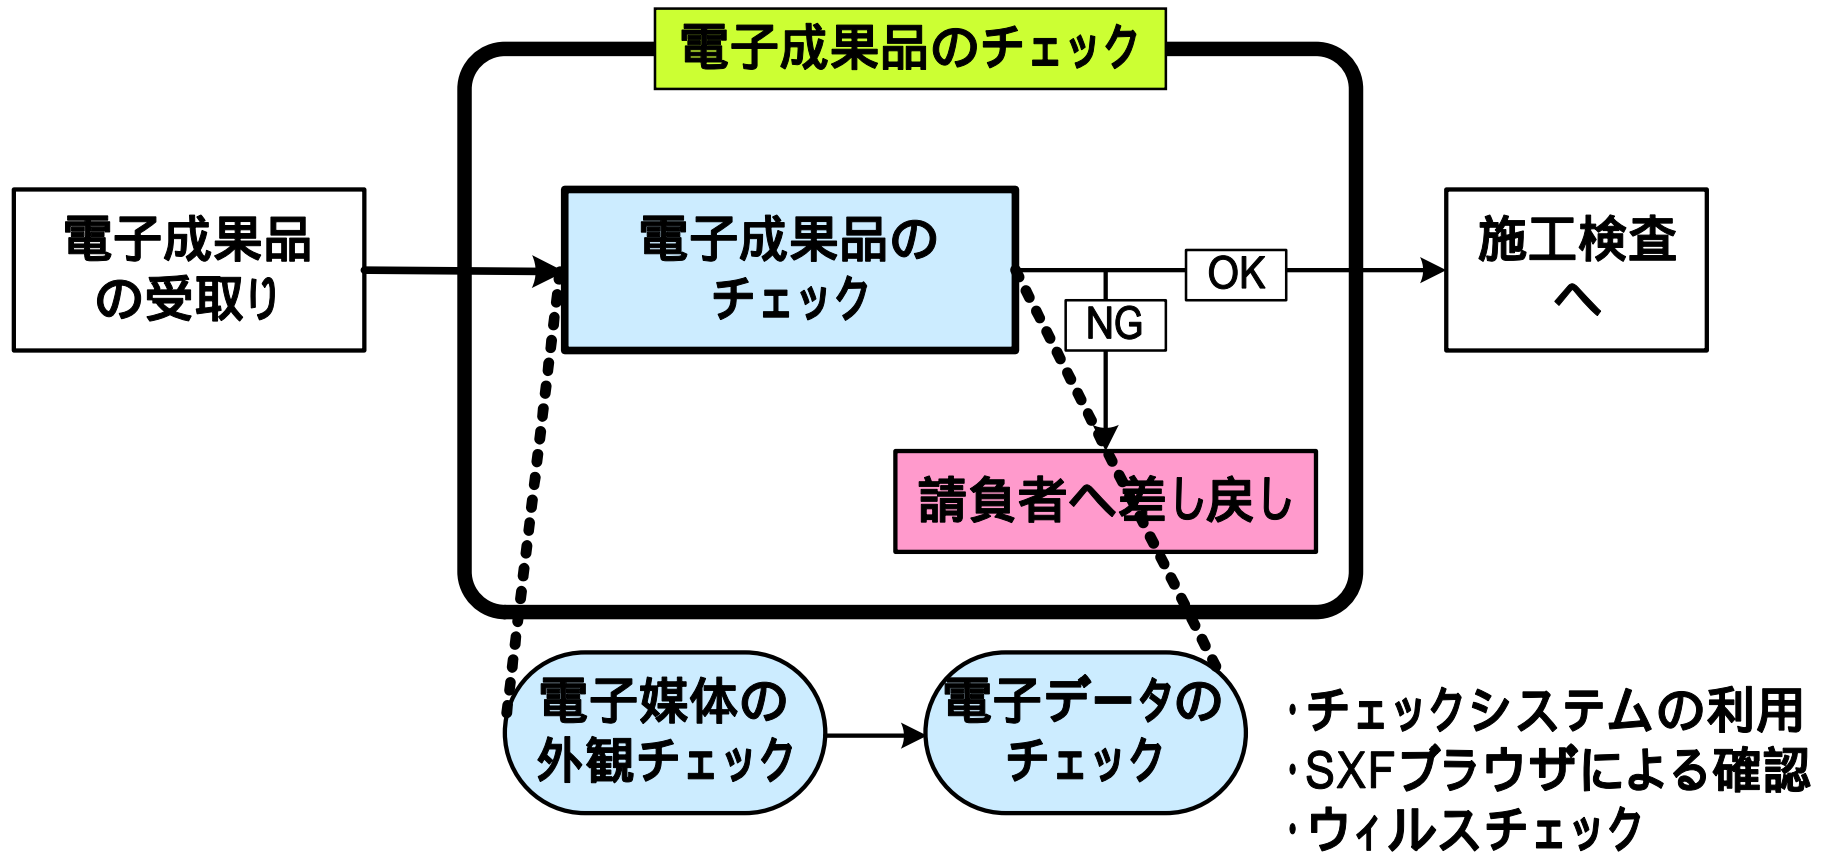 電子成果品のチェック
電子成果品
の受取り
電子成果品の
チェック
OK
NG
施工検査
へ
請負者へ差し戻し
電子媒体の
外観チェック
電子データの
チェック
・チェックシステムの利用
・SXFブラウザによる確認
・ウィルスチェック